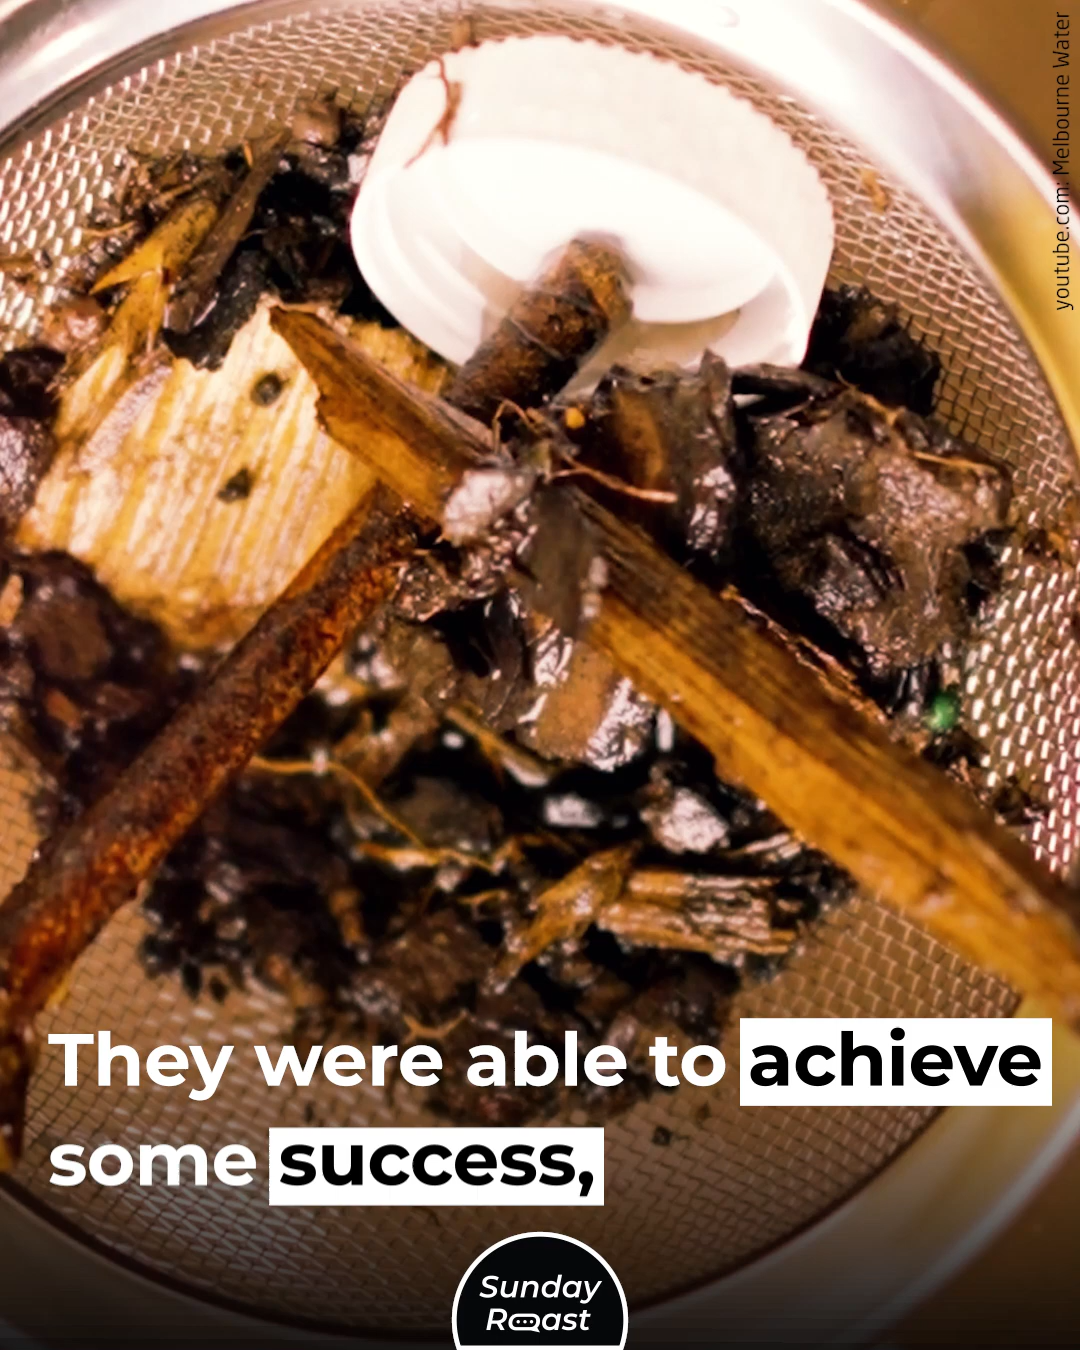 youtube.com: Melbourne Water
They were able to achieve
some success,
Sunday
Roast